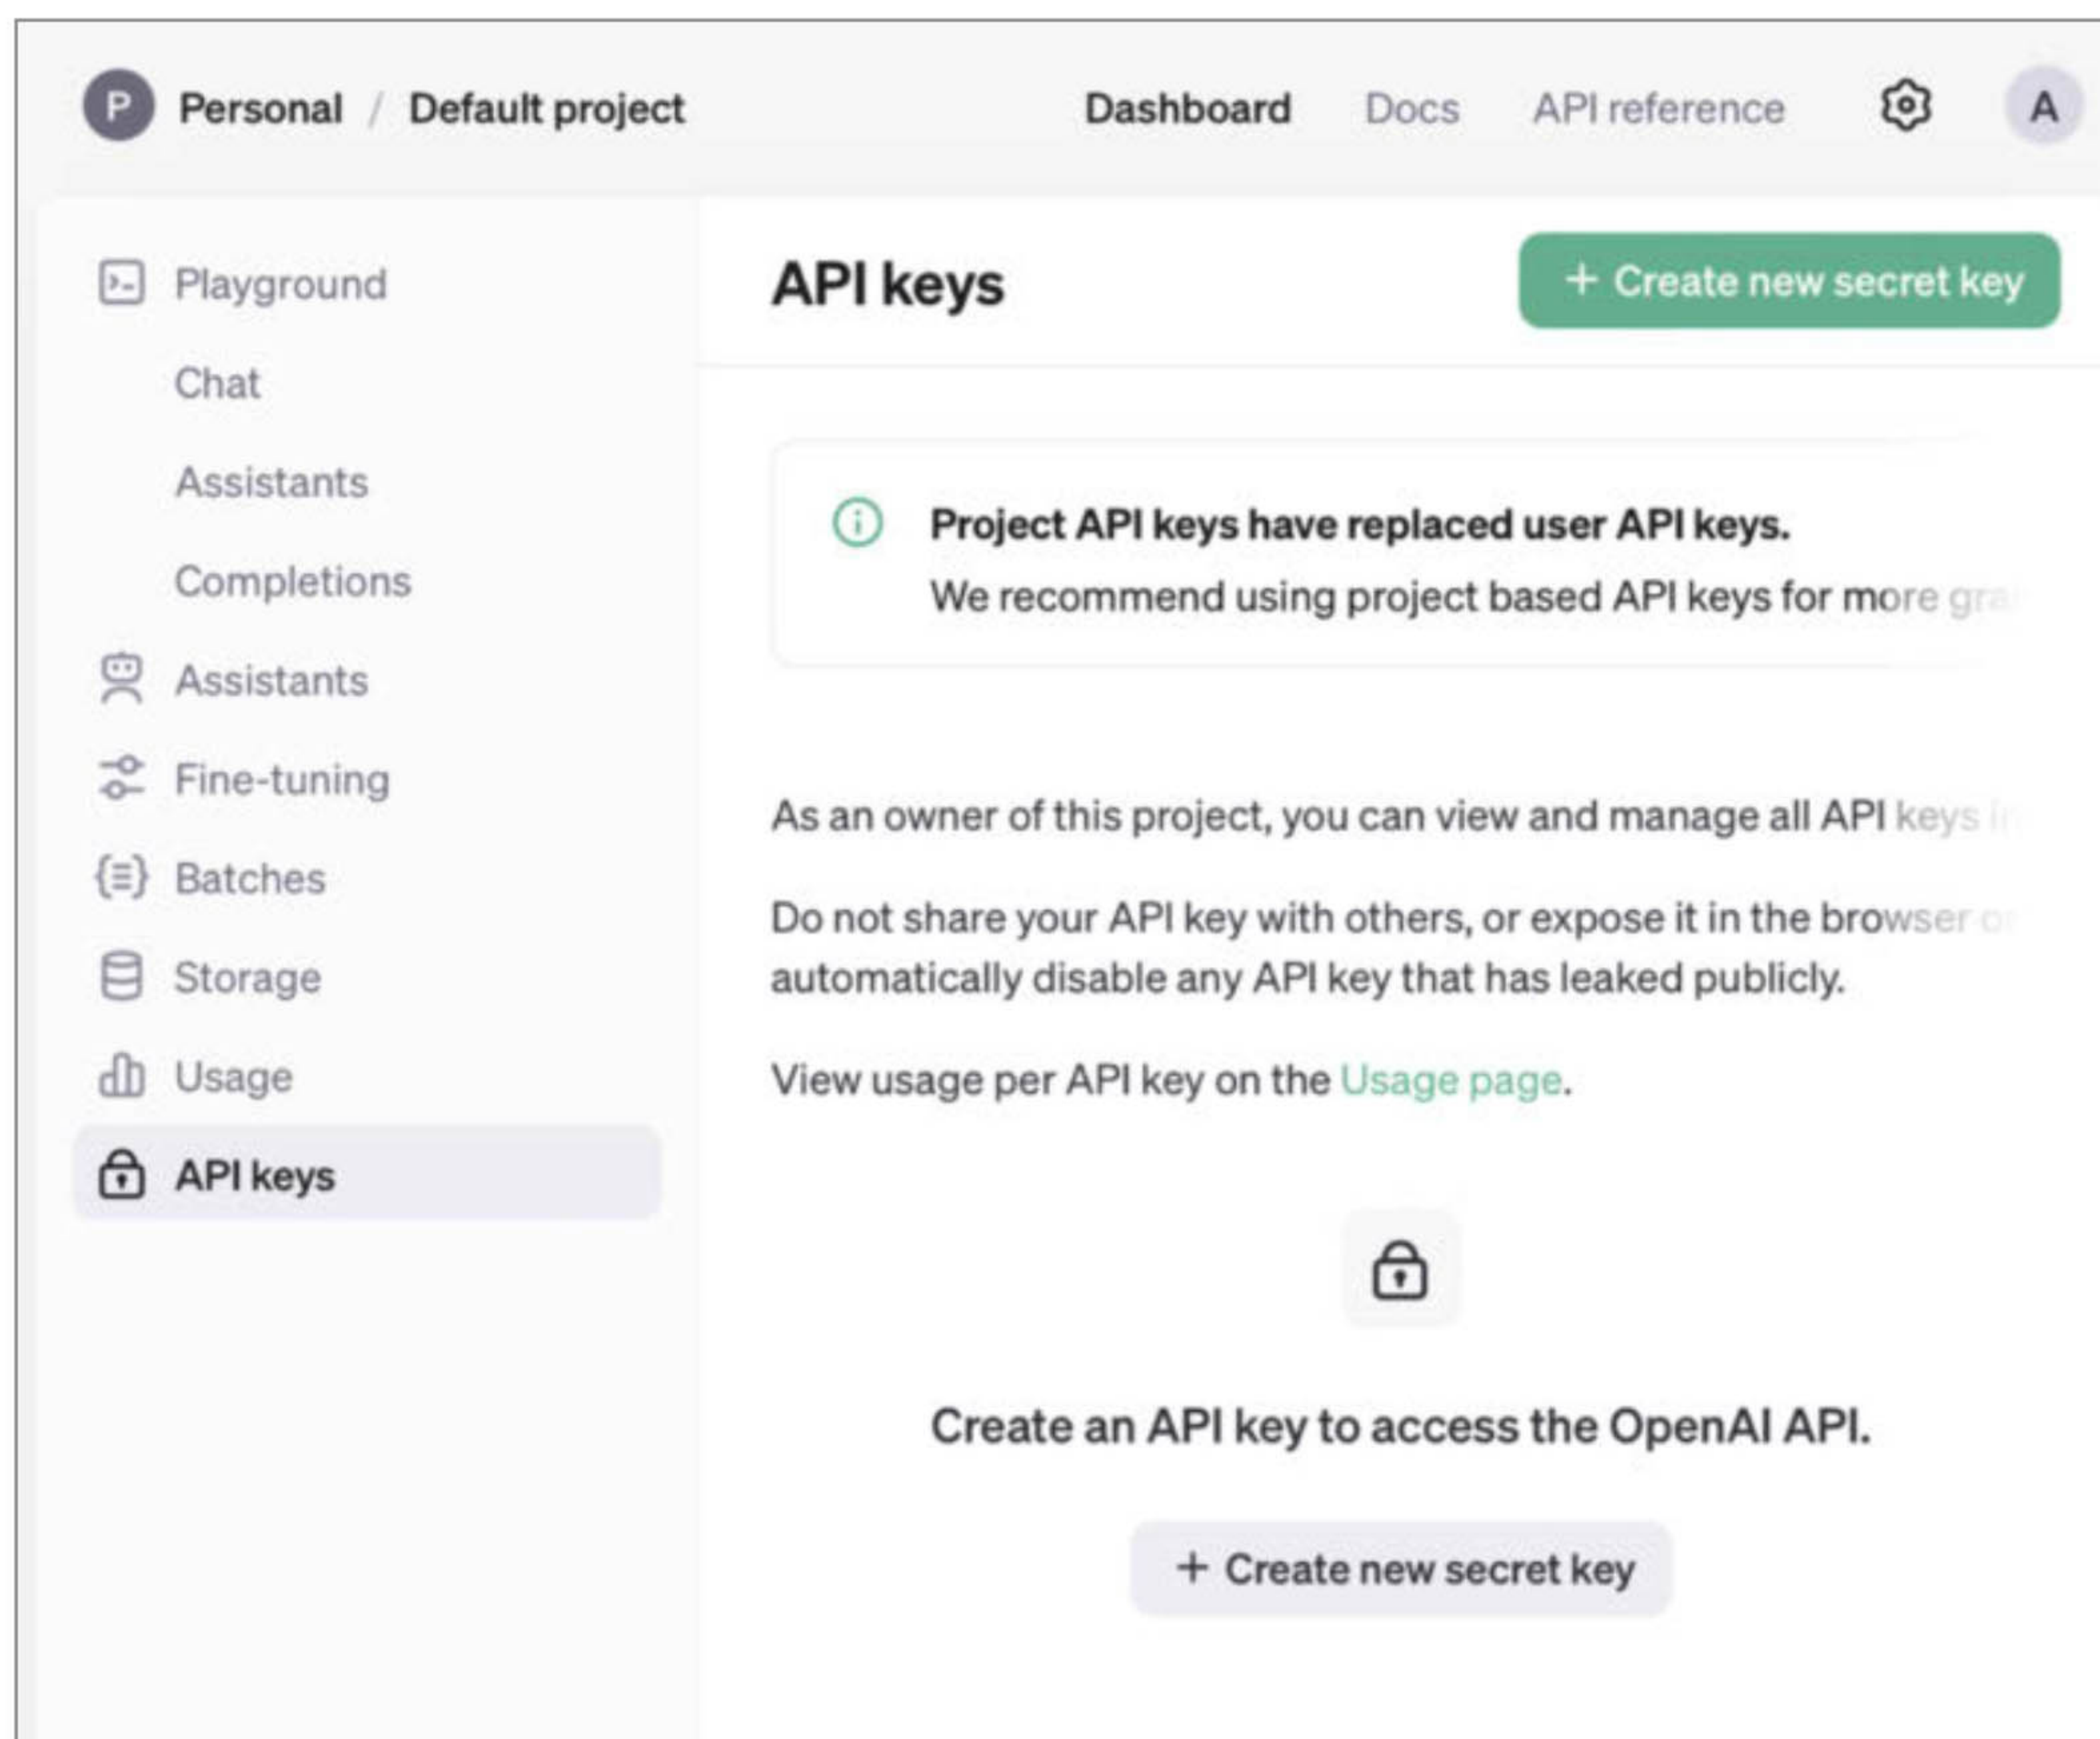 P Personal / Default project
Dashboard Docs API reference A
Playground
Chat
Assistants
Completions
Assistants
Fine-tuning
Batches
Storage
Usage
API keys
API keys
+ Create new secret key
Project API keys have replaced user API keys.
We recommend using project based API keys for more
As an owner of this project, you can view and manage all API keys
Do not share your API key with others, or expose it in the browser
automatically disable any API key that has leaked publicly.
View usage per API key on the Usage page.
Create an API key to access the OpenAI API.
+ Create new secret key